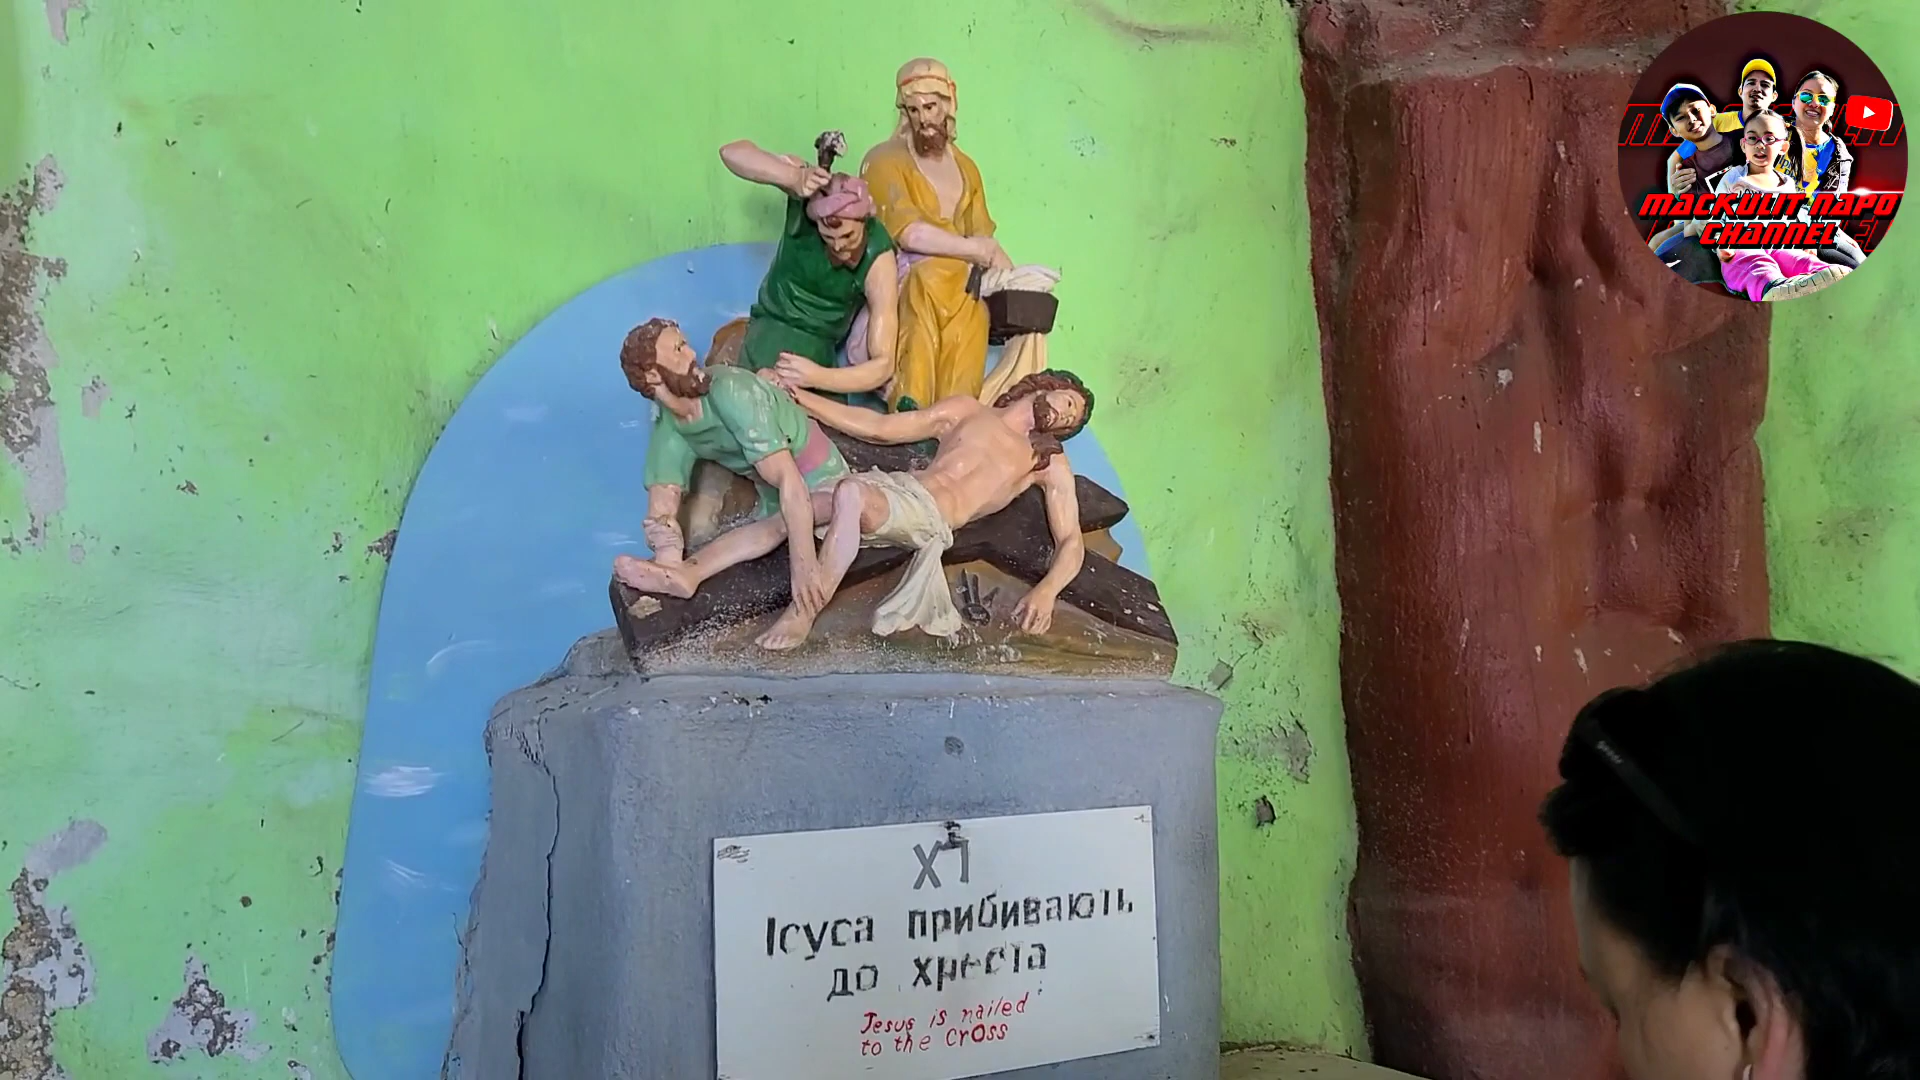 XI
Ісуса прибивають
до хреста
Jesus is nailed
to the Cross
MACKULIT NAPO
CHANNEL